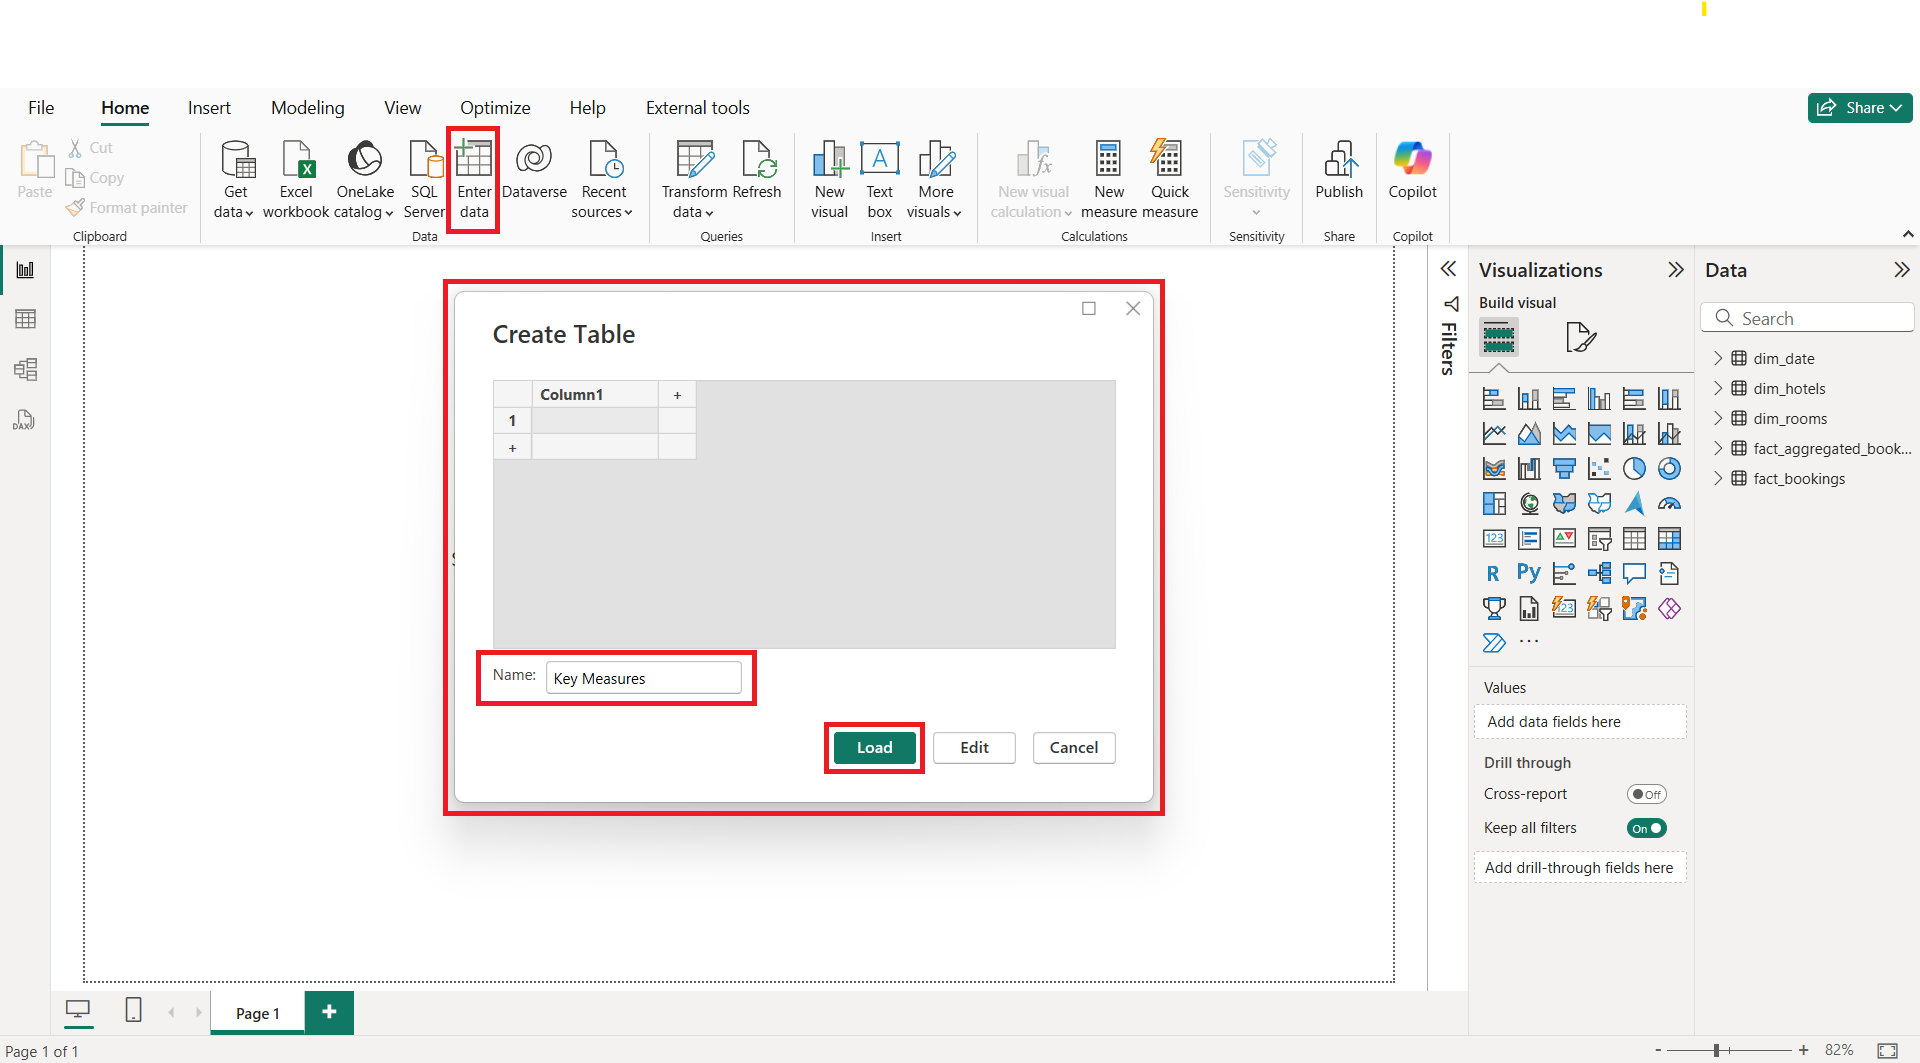 File
Home
Insert
Modeling
View
Optimize
Help
External tools
Share
Paste
Cut
Copy
Format painter
Clipboard
Get data
Excel workbook
OneLake catalog
SQL Server
Enter data
Dataverse
Recent sources
Data
Transform data
Refresh
Queries
New visual
Text box
More visuals
Insert
New visual calculation
New measure
Quick measure
Calculations
Sensitivity
Sensitivity
Publish
Share
Copilot
Copilot
DAX
Create Table
Column1
+
1
+
Name:
Key Measures
Load
Edit
Cancel
Filters
Visualizations
Build visual
123
R
Py
123
...
Values
Add data fields here
Drill through
Cross-report
Off
Keep all filters
On
Add drill-through fields here
Data
Search
dim_date
dim_hotels
dim_rooms
fact_aggregated_book...
fact_bookings
Page 1
+
Page 1 of 1
-
+
82%